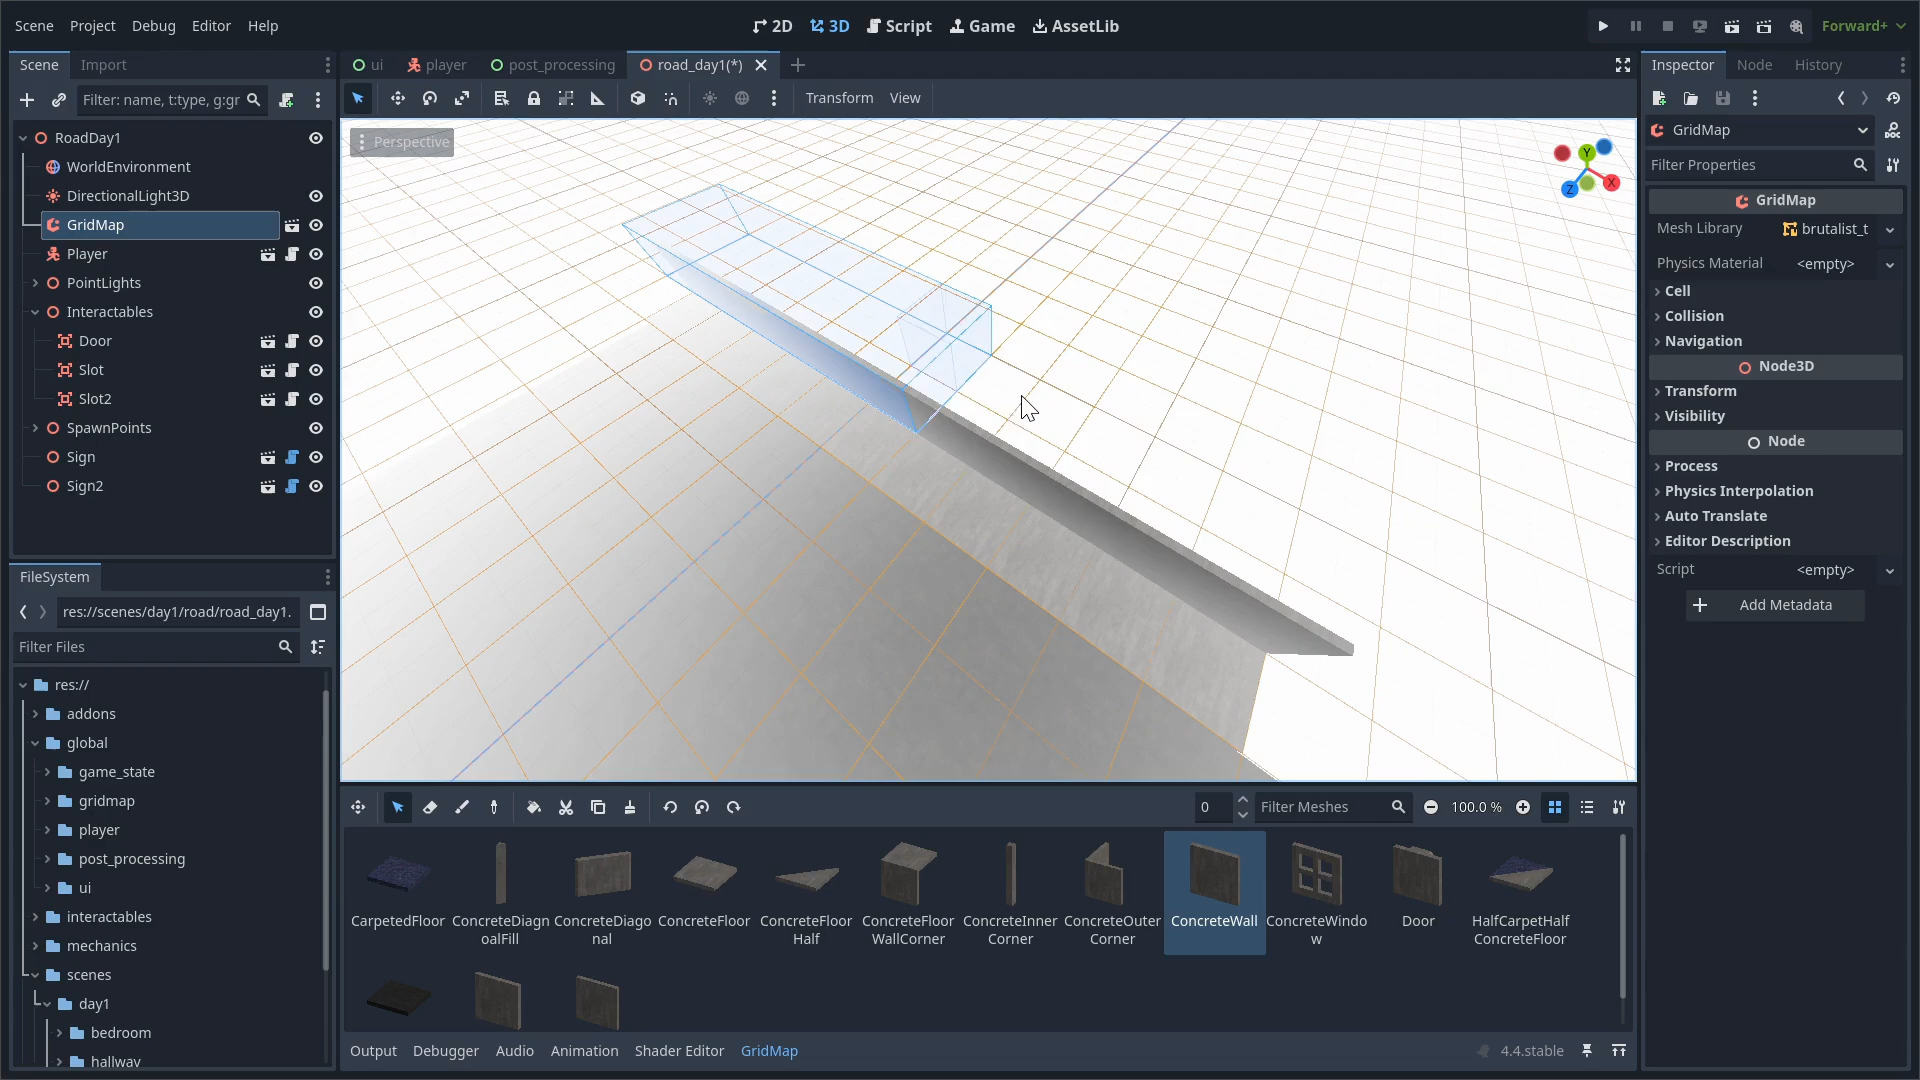 Scene Project Debug Editor Help
2D 3D Script Game AssetLib
Forward+
Scene Import
Filter: name, t:type, g:gr
RoadDay1
WorldEnvironment
DirectionalLight3D
GridMap
Player
PointLights
Interactables
Door
Slot
Slot2
SpawnPoints
Sign
Sign2
FileSystem
res://scenes/day1/road/road_day1.
Filter Files
res://
addons
global
game_state
gridmap
player
post_processing
ui
interactables
mechanics
scenes
day1
bedroom
hallway
ui player post_processing road_day1(*)
Transform View
Perspective
Y
X
Z
0 Filter Meshes 100.0 %
CarpetedFloor
ConcreteDiagn
oalFill
ConcreteDiago
nal
ConcreteFloor
ConcreteFloor
Half
ConcreteFloor
WallCorner
ConcreteInner
Corner
ConcreteOuter
Corner
ConcreteWall
ConcreteWindo
w
Door
HalfCarpetHalf
ConcreteFloor
Output Debugger Audio Animation Shader Editor GridMap
4.4.stable
Inspector Node History
GridMap
Filter Properties
GridMap
Mesh Library brutalist_t
Physics Material <empty>
Cell
Collision
Navigation
Node3D
Transform
Visibility
Node
Process
Physics Interpolation
Auto Translate
Editor Description
Script <empty>
Add Metadata